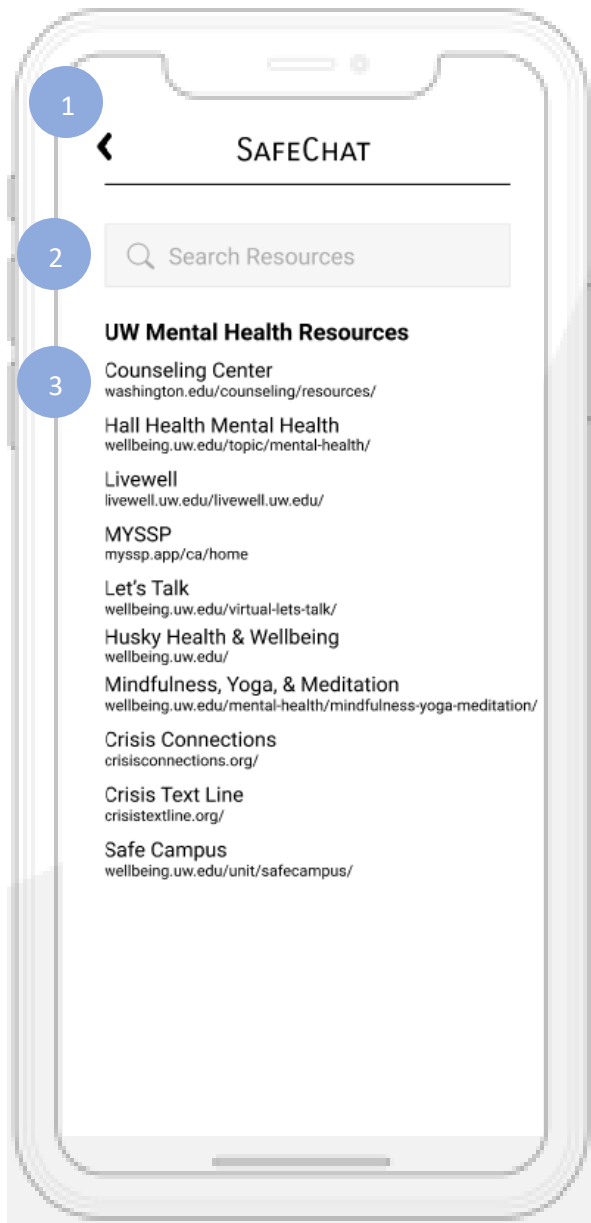 1
SAFECHAT
2
Search Resources
UW Mental Health Resources
3
Counseling Center
washington.edu/counseling/resources/
Hall Health Mental Health
wellbeing.uw.edu/topic/mental-health/
Livewell
livewell.uw.edu/livewell.uw.edu/
MYSSP
myssp.app/ca/home
Let's Talk
wellbeing.uw.edu/virtual-lets-talk/
Husky Health & Wellbeing
wellbeing.uw.edu/
Mindfulness, Yoga, & Meditation
wellbeing.uw.edu/mental-health/mindfulness-yoga-meditation/
Crisis Connections
crisisconnections.org/
Crisis Text Line
crisistextline.org/
Safe Campus
wellbeing.uw.edu/unit/safecampus/